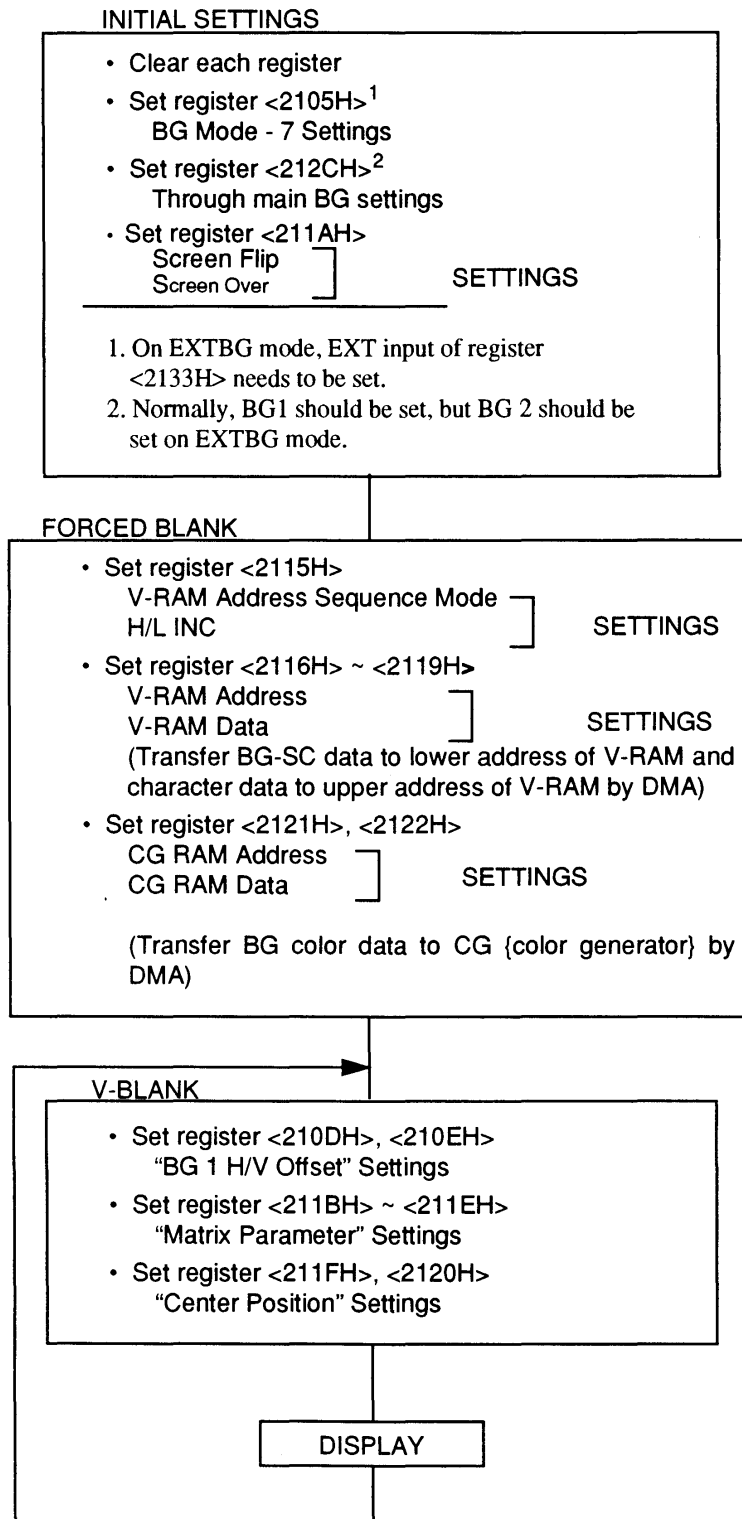 INITIAL SETTINGS
• Clear each register
• Set register <2105H>1
BG Mode - 7 Settings
• Set register <212CH>2
Through main BG settings
• Set register <211AH>
Screen Flip
Screen Over
SETTINGS
1. On EXTBG mode, EXT input of register
<2133H> needs to be set.
2. Normally, BG1 should be set, but BG 2 should be
set on EXTBG mode.
FORCED BLANK
• Set register <2115H>
V-RAM Address Sequence Mode
H/L INC
SETTINGS
• Set register <2116H> ~ <2119H>
V-RAM Address
V-RAM Data
SETTINGS
(Transfer BG-SC data to lower address of V-RAM and
character data to upper address of V-RAM by DMA)
• Set register <2121H>, <2122H>
CG RAM Address
CG RAM Data
SETTINGS
(Transfer BG color data to CG {color generator} by
DMA)
V-BLANK
• Set register <210DH>, <210EH>
“BG 1 H/V Offset” Settings
• Set register <211BH> ~ <211EH>
“Matrix Parameter” Settings
• Set register <211FH>, <2120H>
“Center Position” Settings
DISPLAY